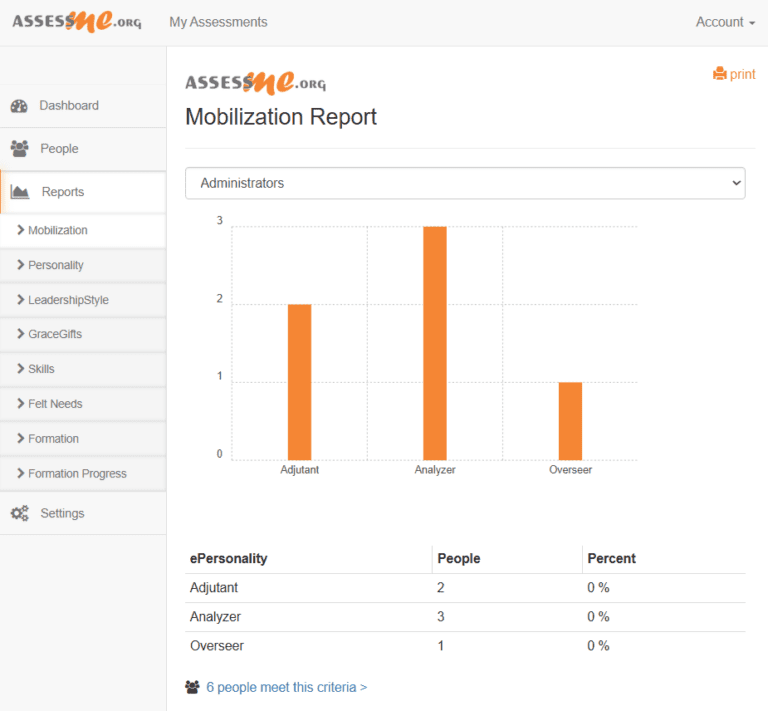 ASSESSMe.ORG My Assessments Account
print
ASSESSMe.ORG
Mobilization Report
Dashboard
People
Reports
Mobilization
Personality
LeadershipStyle
GraceGifts
Skills
Felt Needs
Formation
Formation Progress
Settings
Administrators
3
2
1
0
Adjutant Analyzer Overseer
ePersonality People Percent
Adjutant 2 0 %
Analyzer 3 0 %
Overseer 1 0 %
6 people meet this criteria >